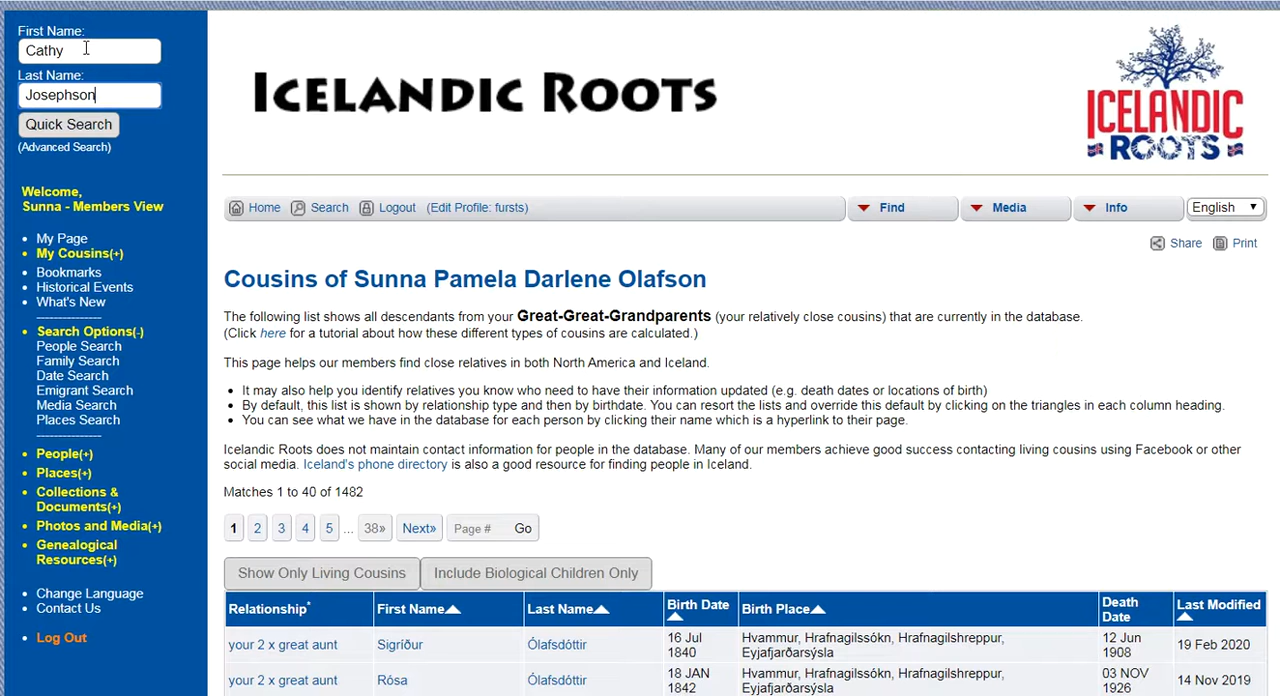 First Name:
Cathy
Last Name:
Josephson
Quick Search
(Advanced Search)
Welcome,
Sunna - Members View
My Page
My Cousins(+)
Bookmarks
Historical Events
What's New
---------------
Search Options(-)
People Search
Family Search
Date Search
Emigrant Search
Media Search
Places Search
---------------
People(+)
Places(+)
Collections &
Documents(+)
Photos and Media(+)
Genealogical
Resources(+)
Change Language
Contact Us
Log Out
ICELANDIC ROOTS
ICELANDIC
ROOTS
Home Search Logout (Edit Profile: fursts) Find Media Info English
Share Print
Cousins of Sunna Pamela Darlene Olafson
The following list shows all descendants from your Great-Great-Grandparents (your relatively close cousins) that are currently in the database.
(Click here for a tutorial about how these different types of cousins are calculated.)
This page helps our members find close relatives in both North America and Iceland.
It may also help you identify relatives you know who need to have their information updated (e.g. death dates or locations of birth)
By default, this list is shown by relationship type and then by birthdate. You can resort the lists and override this default by clicking on the triangles in each column heading.
You can see what we have in the database for each person by clicking their name which is a hyperlink to their page.
Icelandic Roots does not maintain contact information for people in the database. Many of our members achieve good success contacting living cousins using Facebook or other
social media. Iceland's phone directory is also a good resource for finding people in Iceland.
Matches 1 to 40 of 1482
1 2 3 4 5 ... 38» Next» Page # Go
Show Only Living Cousins Include Biological Children Only
Relationship* First Name Last Name Birth Date Birth Place Death Date Last Modified
your 2 x great aunt Sigríður Ólafsdóttir 16 Jul 1840 Hvammur, Hrafnagilssókn, Hrafnagilshreppur, Eyjafjarðarsýsla 12 Jun 1908 19 Feb 2020
your 2 x great aunt Rósa Ólafsdóttir 18 JAN 1842 Hvammur, Hrafnagilssókn, Hrafnagilshreppur, Eyjafjarðarsýsla 03 NOV 1926 14 Nov 2019